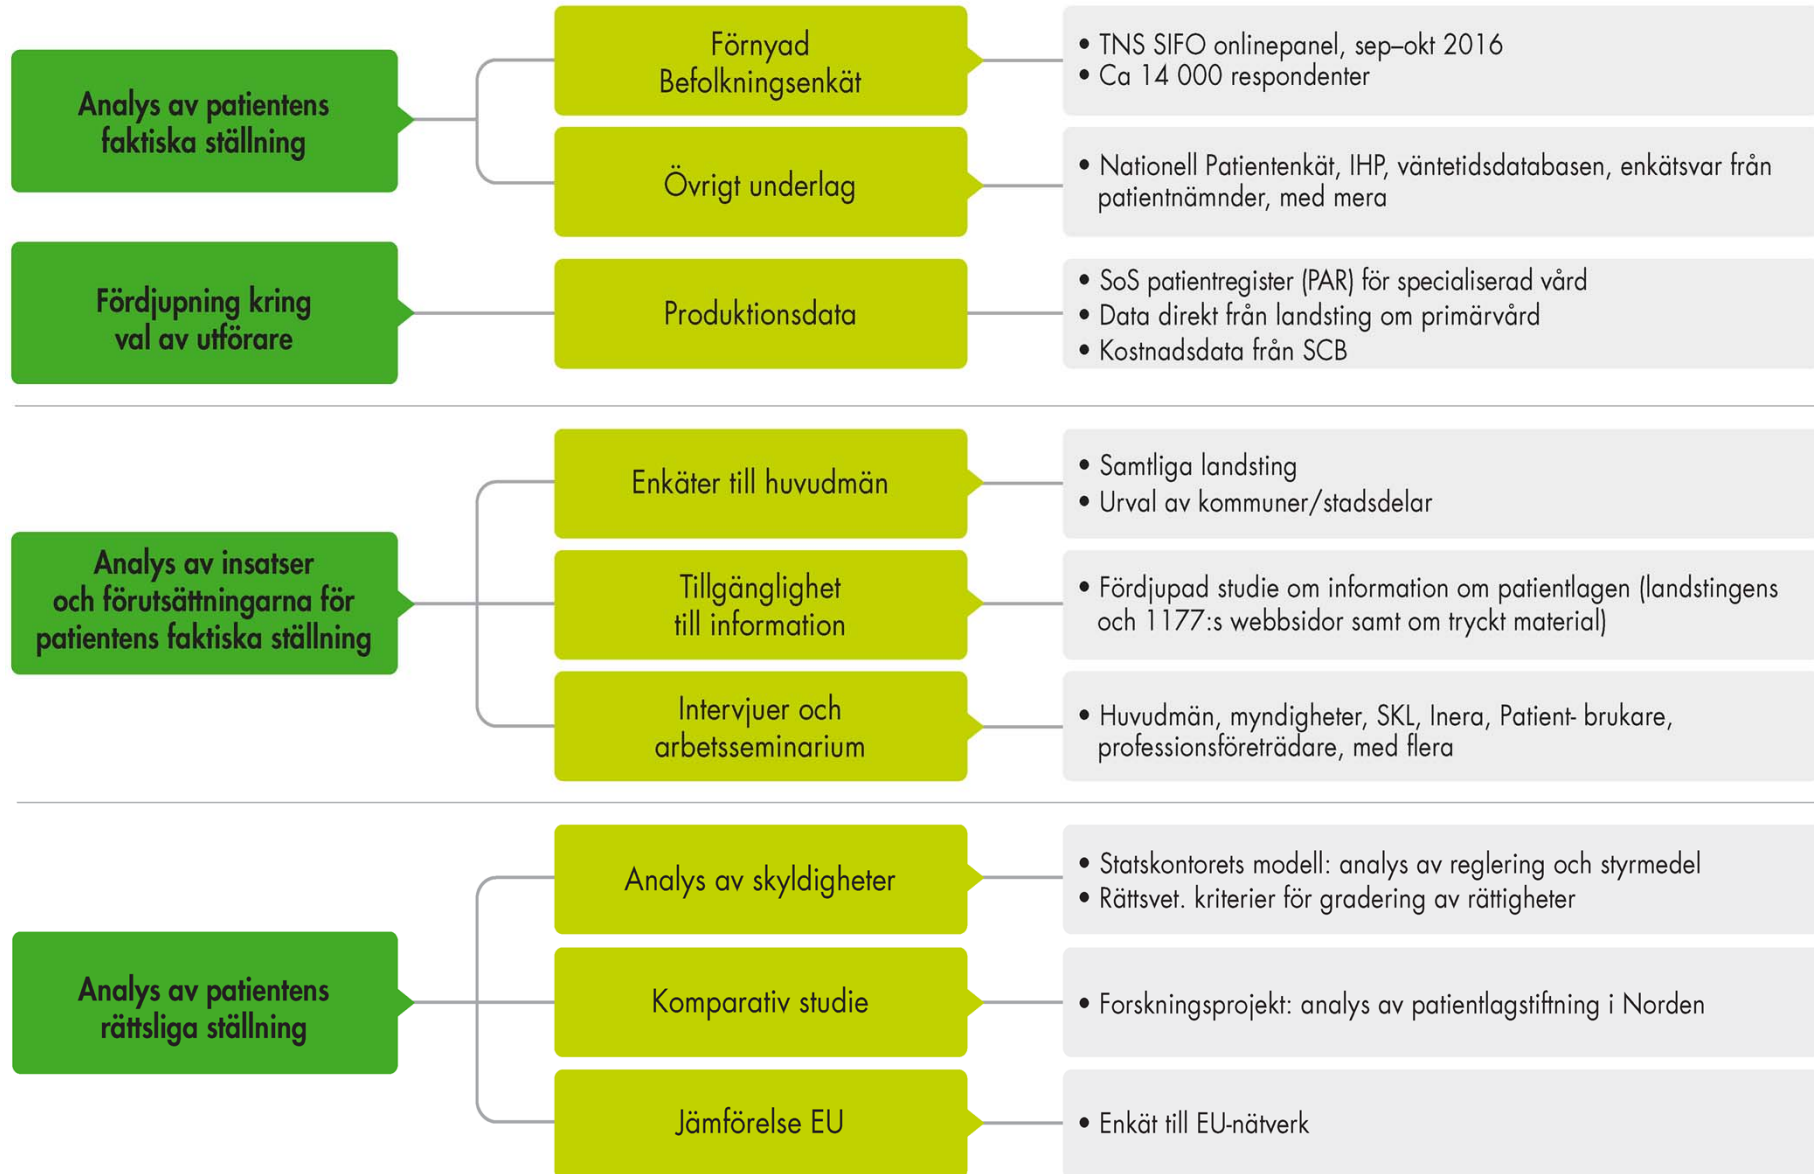 Analys av patientens
faktiska ställning
Förnyad
Befolkningsenkät
• TNS SIFO onlinepanel, sep–okt 2016
• Ca 14 000 respondenter
Övrigt underlag
• Nationell Patientenkät, IHP, väntetidsdatabasen, enkätsvar från
patientnämnder, med mera
Fördjupning kring
val av utförare
Produktionsdata
• SoS patientregister (PAR) för specialiserad vård
• Data direkt från landsting om primärvård
• Kostnadsdata från SCB
Analys av insatser
och förutsättningarna för
patientens faktiska ställning
Enkäter till huvudmän
• Samtliga landsting
• Urval av kommuner/stadsdelar
Tillgänglighet
till information
• Fördjupad studie om information om patientlagen (landstingens
och 1177:s webbsidor samt om tryckt material)
Intervjuer och
arbetsseminarium
• Huvudmän, myndigheter, SKL, Inera, Patient- brukare,
professionsföreträdare, med flera
Analys av patientens
rättsliga ställning
Analys av skyldigheter
• Statskontorets modell: analys av reglering och styrmedel
• Rättsvet. kriterier för gradering av rättigheter
Komparativ studie
• Forskningsprojekt: analys av patientlagstiftning i Norden
Jämförelse EU
• Enkät till EU-nätverk